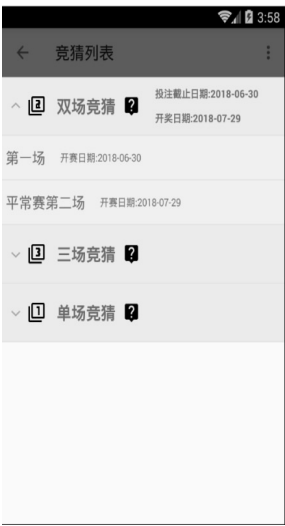 3:58
竞猜列表
2 双场竞猜 ?
投注截止日期:2018-06-30
开奖日期:2018-07-29
第一场 开赛日期:2018-06-30
平常赛第二场 开赛日期:2018-07-29
3 三场竞猜 ?
1 单场竞猜 ?